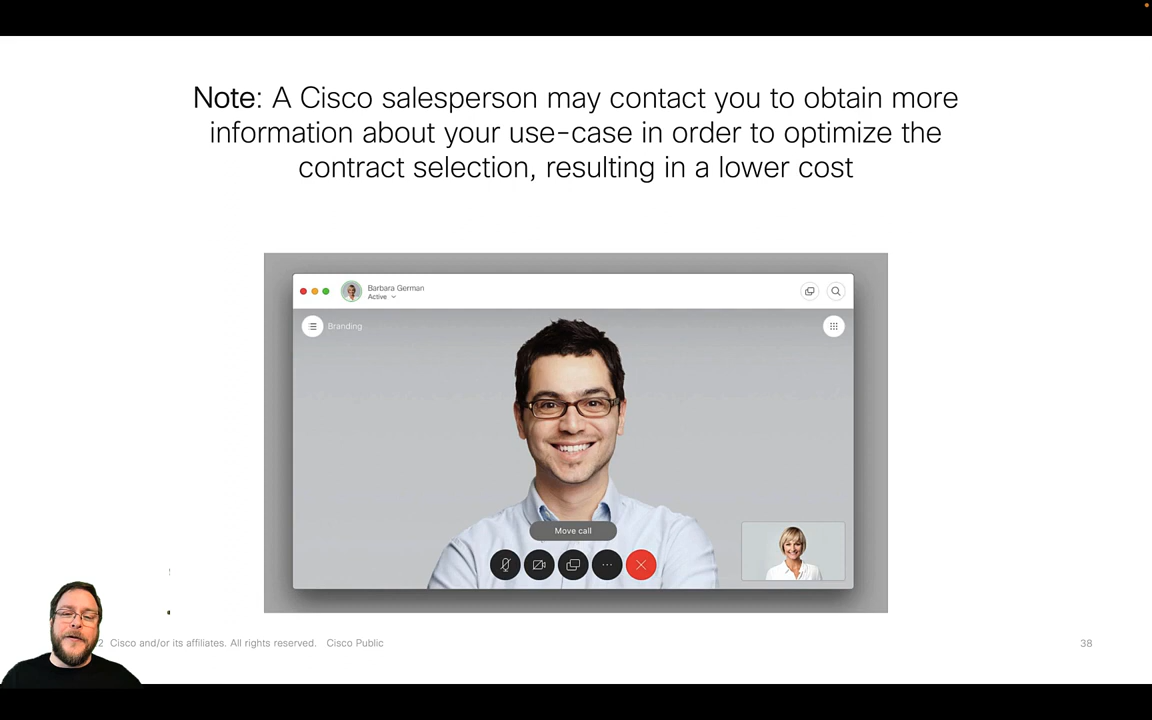 Note: A Cisco salesperson may contact you to obtain more
information about your use-case in order to optimize the
contract selection, resulting in a lower cost
Barbara German
Active
Branding
Move call
2 Cisco and/or its affiliates. All rights reserved. Cisco Public
38